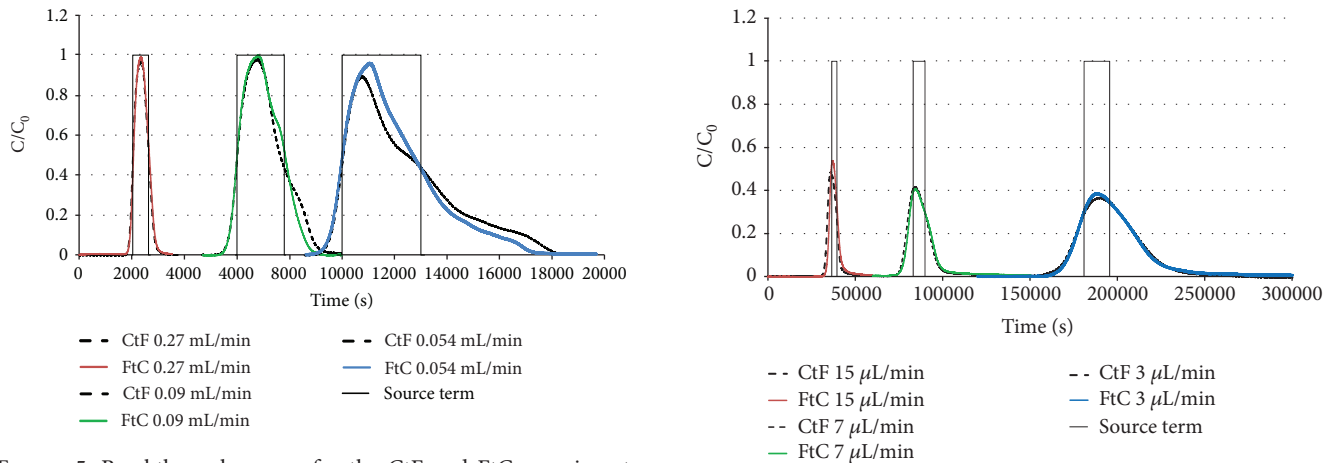 1.2
1
0.8
0.6
0.4
0.2
0
C/C0
0 2000 4000 6000 8000 10000 12000 14000 16000 18000 20000
Time (s)
CtF 0.27 mL/min
FtC 0.27 mL/min
CtF 0.09 mL/min
FtC 0.09 mL/min
CtF 0.054 mL/min
FtC 0.054 mL/min
Source term
1.2
1
0.8
0.6
0.4
0.2
0
C/C0
0 50000 100000 150000 200000 250000 300000
Time (s)
CtF 15 μL/min
FtC 15 μL/min
CtF 7 μL/min
FtC 7 μL/min
CtF 3 μL/min
FtC 3 μL/min
Source term